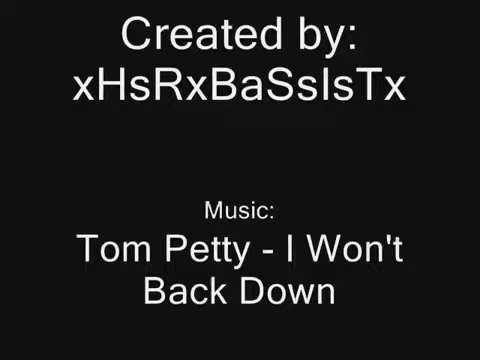 Created by:
xHsRxBaSsIsTx
Music:
Tom Petty - I Won't
Back Down